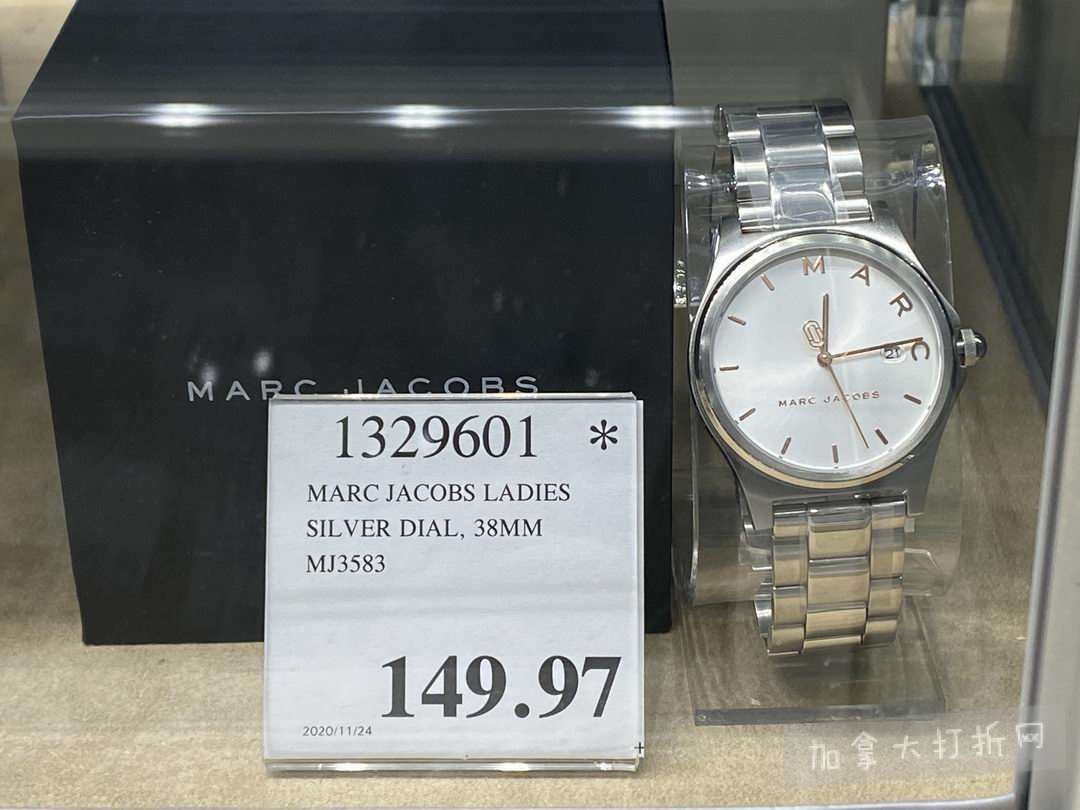 MARC JACOBS
1329601 *
MARC JACOBS LADIES
SILVER DIAL, 38MM
MJ3583
149.97
2020/11/24
MARC
21
MARC JACOBS
加拿大打折网